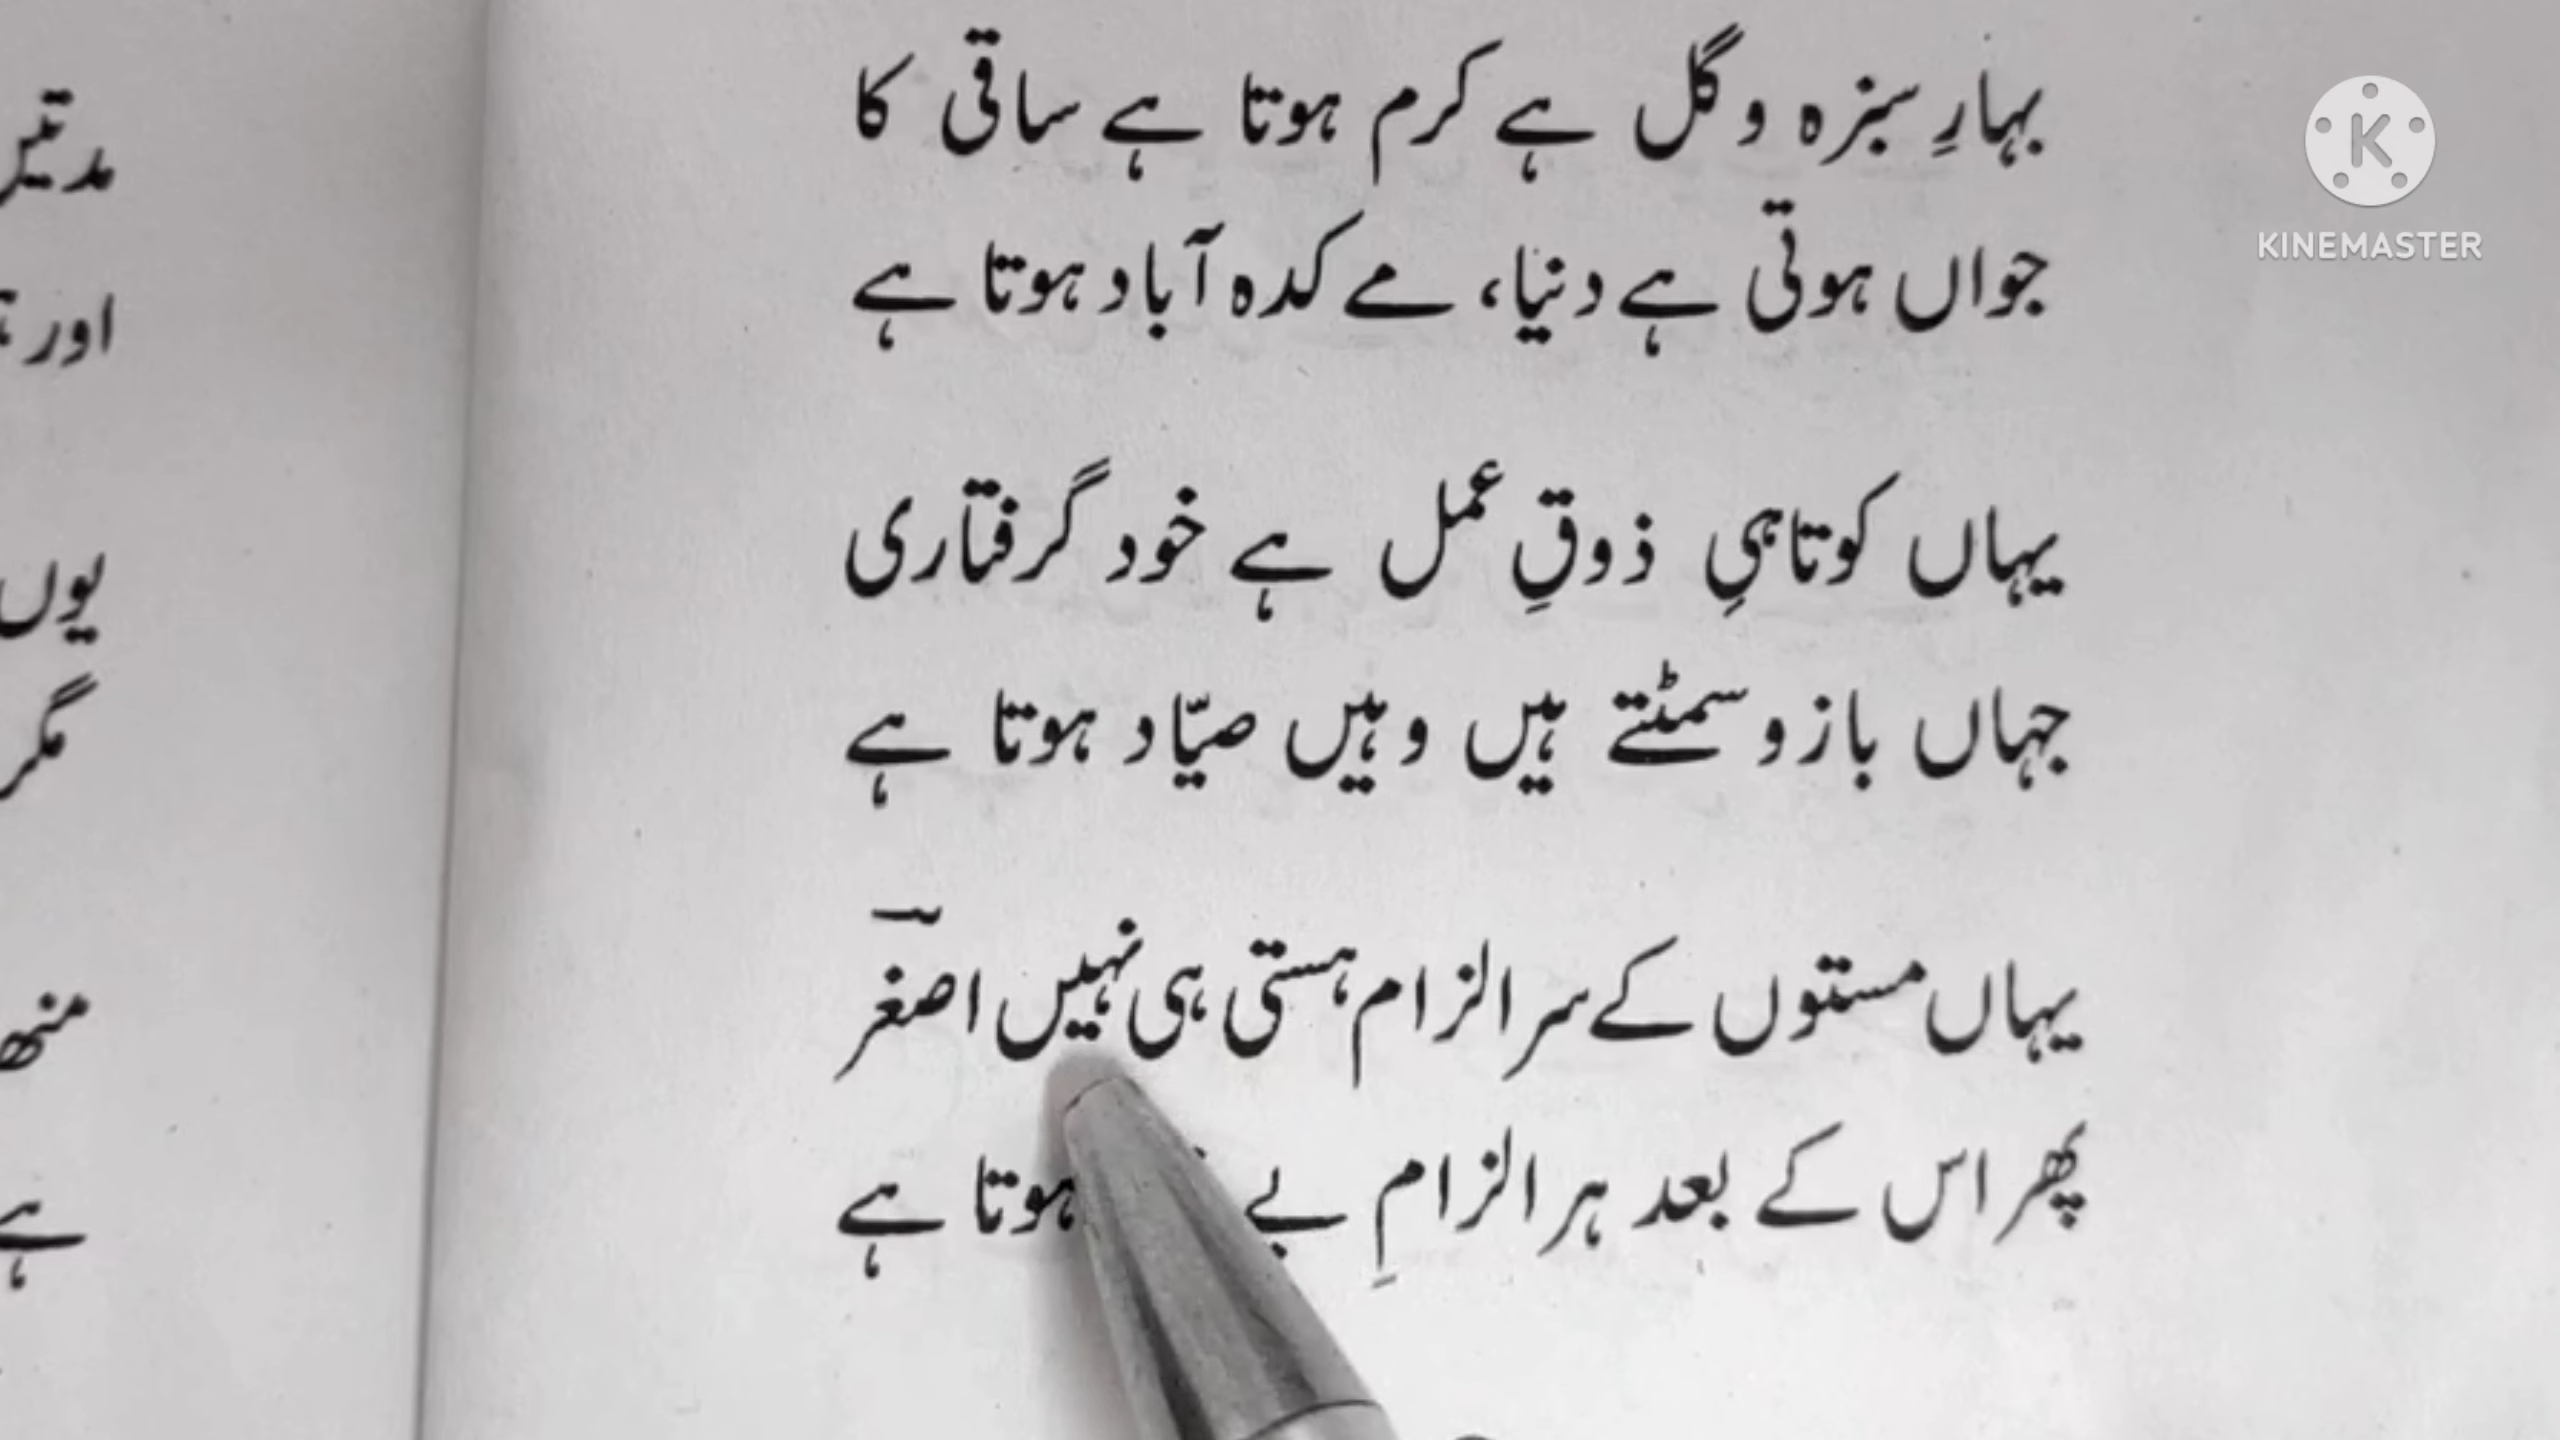 بہارِ سبزہ و گل ہے کرم ہوتا ہے ساقی کا
جواں ہوتی ہے دنیا، مے کدہ آباد ہوتا ہے
یہاں کوتاہیِ ذوقِ عمل ہے خود گرفتاری
جہاں بازو سمٹتے ہیں وہیں صیّاد ہوتا ہے
یہاں مستوں کے سر الزام ہستی ہی نہیں اصغرؔ
پھر اس کے بعد ہر الزامِ بے ہوتا ہے
اور
یوں
مگر
منھ
ہے
KINEMASTER